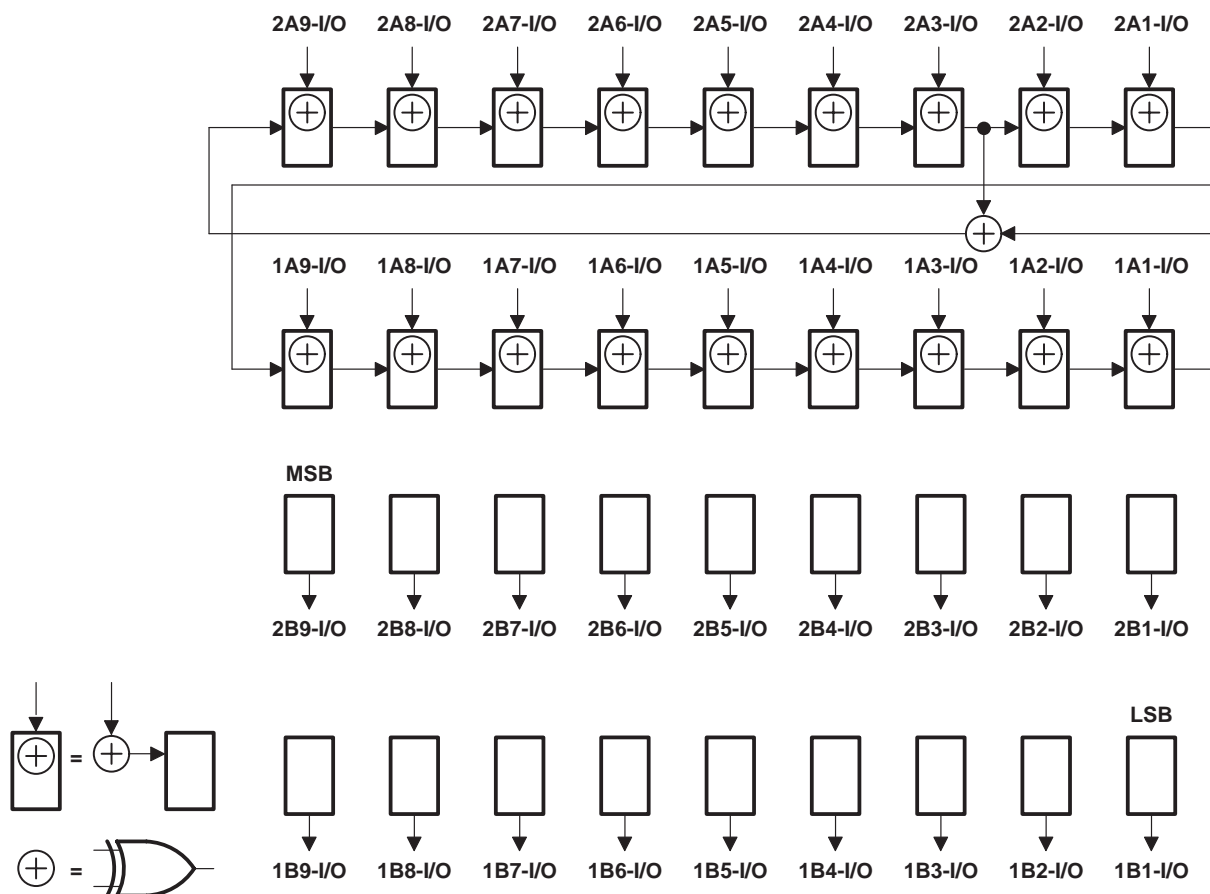 2A9-I/O 2A8-I/O 2A7-I/O 2A6-I/O 2A5-I/O 2A4-I/O 2A3-I/O 2A2-I/O 2A1-I/O
1A9-I/O 1A8-I/O 1A7-I/O 1A6-I/O 1A5-I/O 1A4-I/O 1A3-I/O 1A2-I/O 1A1-I/O
MSB
2B9-I/O 2B8-I/O 2B7-I/O 2B6-I/O 2B5-I/O 2B4-I/O 2B3-I/O 2B2-I/O 2B1-I/O
LSB
=
=
1B9-I/O 1B8-I/O 1B7-I/O 1B6-I/O 1B5-I/O 1B4-I/O 1B3-I/O 1B2-I/O 1B1-I/O